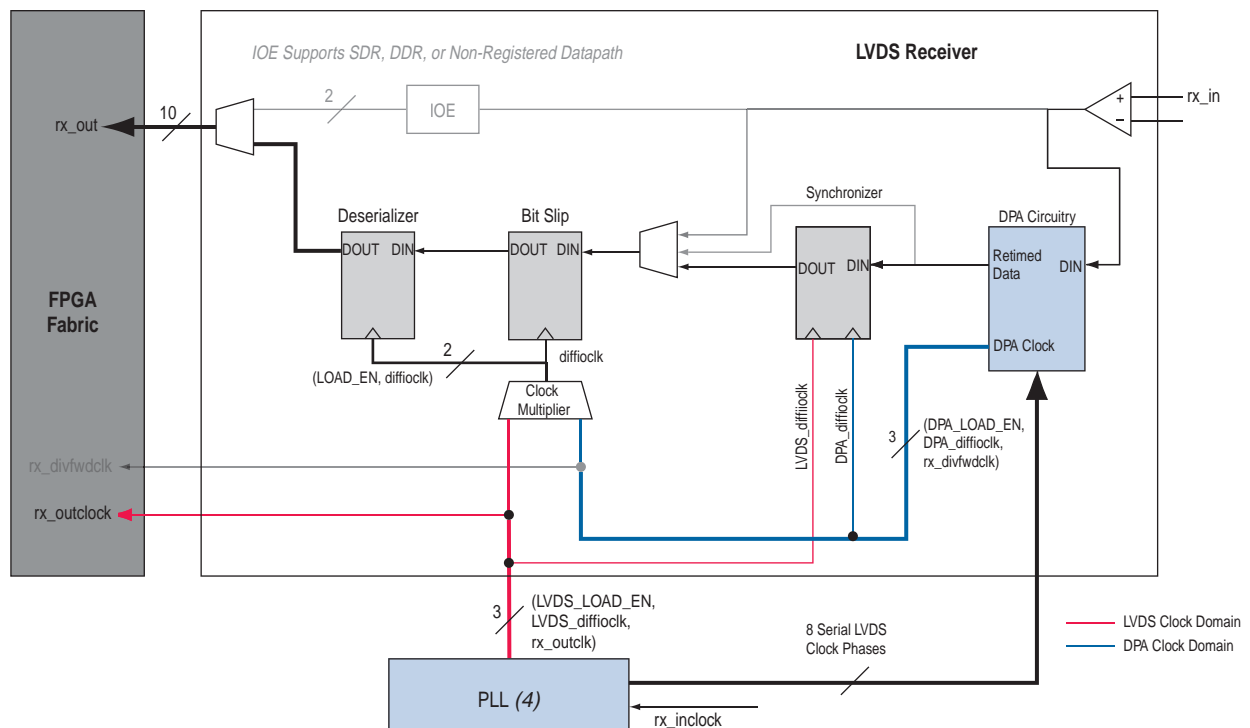 IOE Supports SDR, DDR, or Non-Registered Datapath
LVDS Receiver
2
IOE
+
–
rx_in
10
rx_out
Synchronizer
Deserializer
Bit Slip
DPA Circuitry
DOUT DIN
DOUT DIN
DOUT DIN
Retimed
Data
DIN
FPGA
Fabric
DPA Clock
2
(LOAD_EN, diffioclk)
diffioclk
Clock
Multiplier
LVDS_diffiioclk
DPA_diffioclk
3
(DPA_LOAD_EN,
DPA_diffioclk,
rx_divfwdclk)
rx_divfwdclk
rx_outclock
3
(LVDS_LOAD_EN,
LVDS_diffioclk,
rx_outclk)
8 Serial LVDS
Clock Phases
LVDS Clock Domain
DPA Clock Domain
PLL (4)
rx_inclock